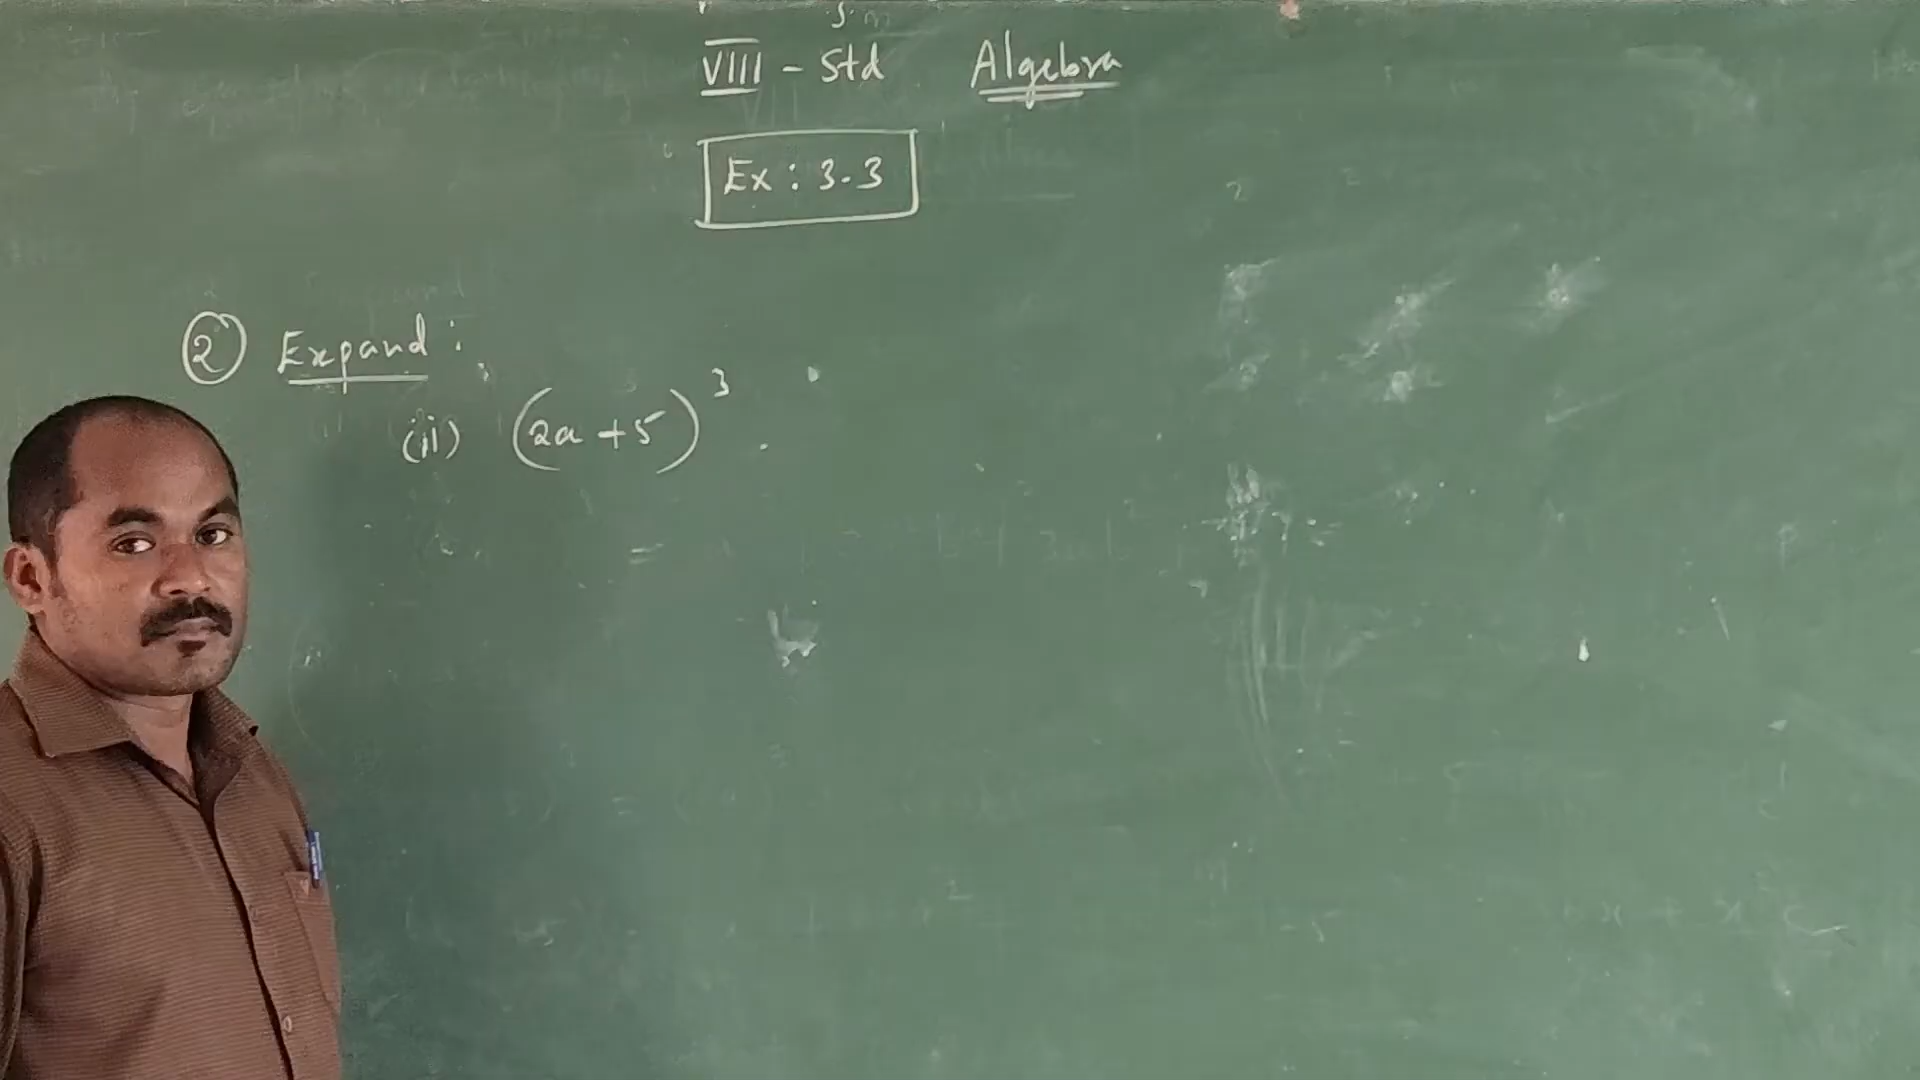 VIII - Std Algebra
Ex : 3.3
② Expand :
(ii) (2a + 5)³